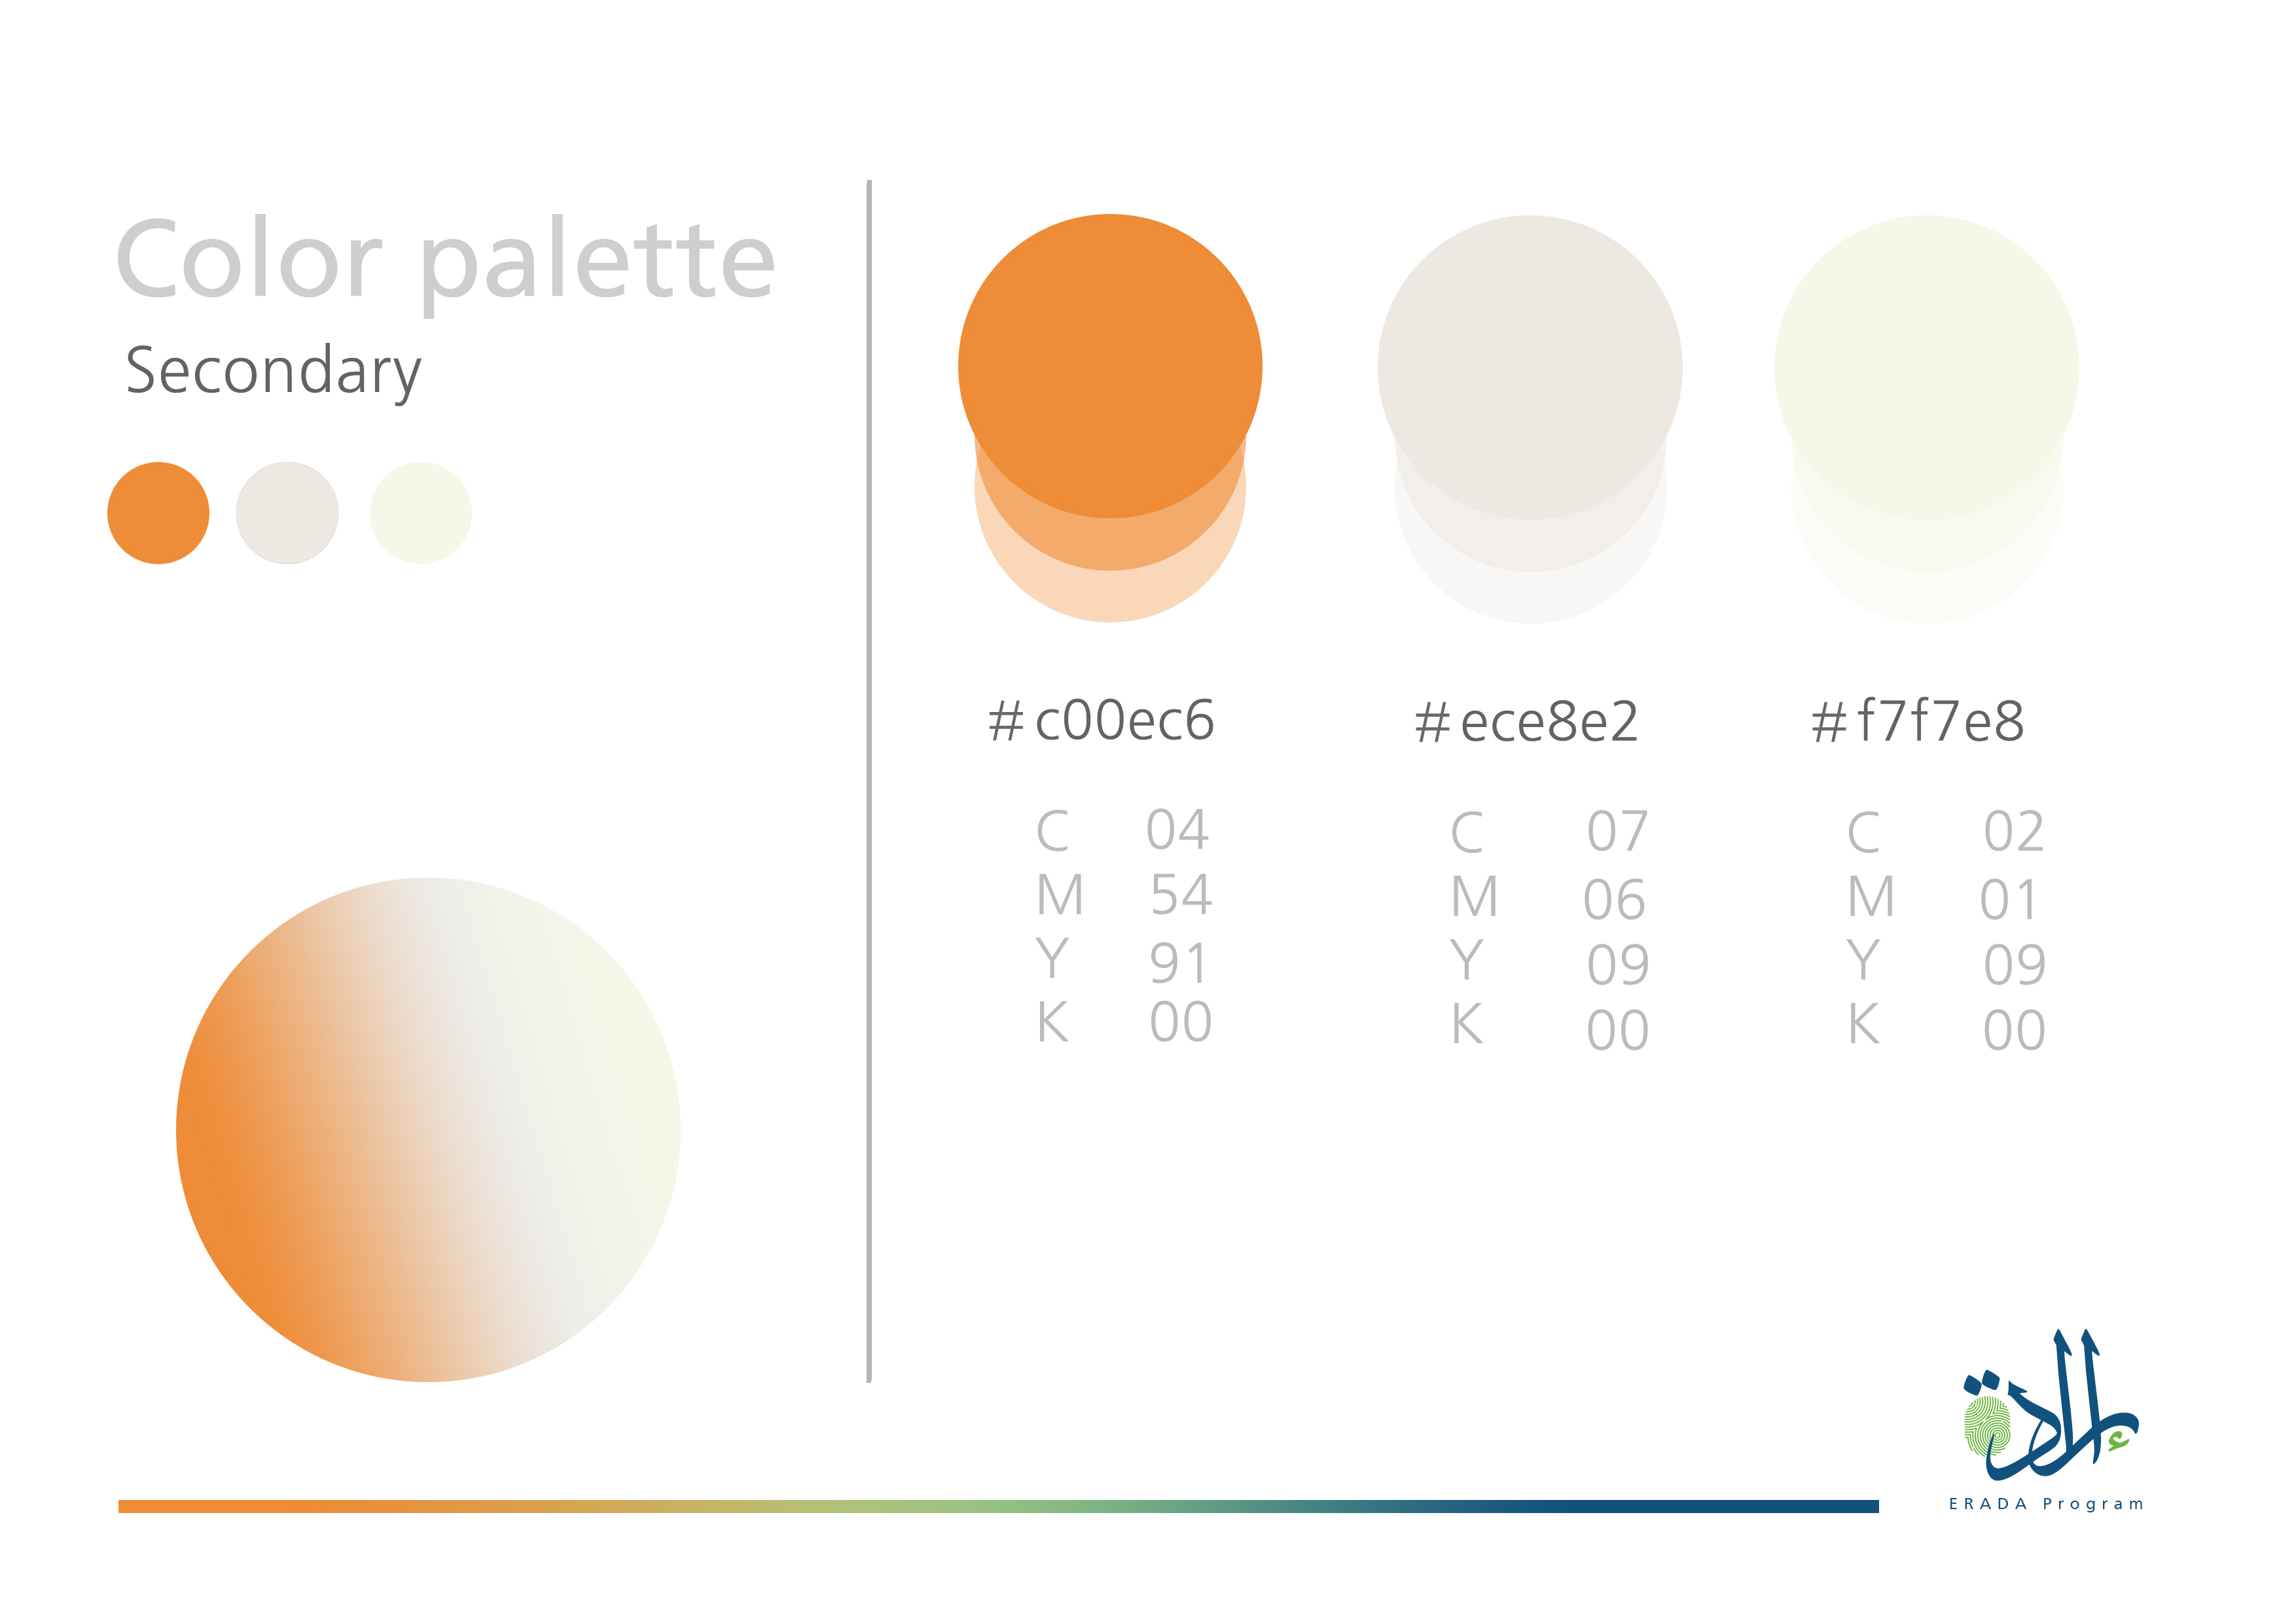 Color palette
Secondary
#c00ec6
#ece8e2
#f7f7e8
C 04
M 54
Y 91
K 00
C 07
M 06
Y 09
K 00
C 02
M 01
Y 09
K 00
إرادة
ERADA Program